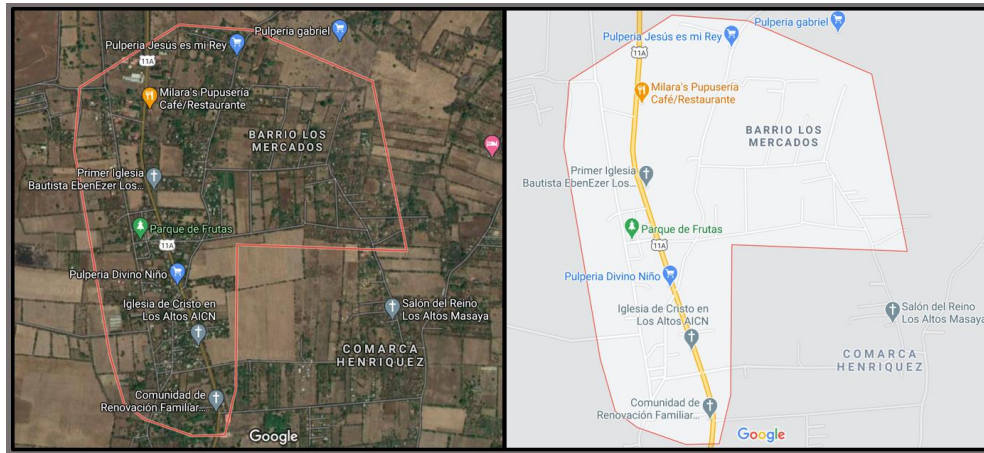 Pulperia gabriel
Pulperia Jesús es mi Rey
11A
Milara's Pupusería
Café/Restaurante
BARRIO LOS
MERCADOS
Primer Iglesia
Bautista EbenEzer Los...
Parque de Frutas
11A
Pulperia Divino Niño
Iglesia de Cristo en
Los Altos AICN
Salón del Reino
Los Altos Masaya
COMARCA
HENRIQUEZ
Comunidad de
Renovación Familiar...
Google
Pulperia gabriel
Pulperia Jesús es mi Rey
11A
Milara's Pupusería
Café/Restaurante
BARRIO LOS
MERCADOS
Primer Iglesia
Bautista EbenEzer Los...
Parque de Frutas
11A
Pulperia Divino Niño
Iglesia de Cristo en
Los Altos AICN
Salón del Reino
Los Altos Masaya
COMARCA
HENRIQUEZ
Comunidad de
Renovación Familiar...
Google